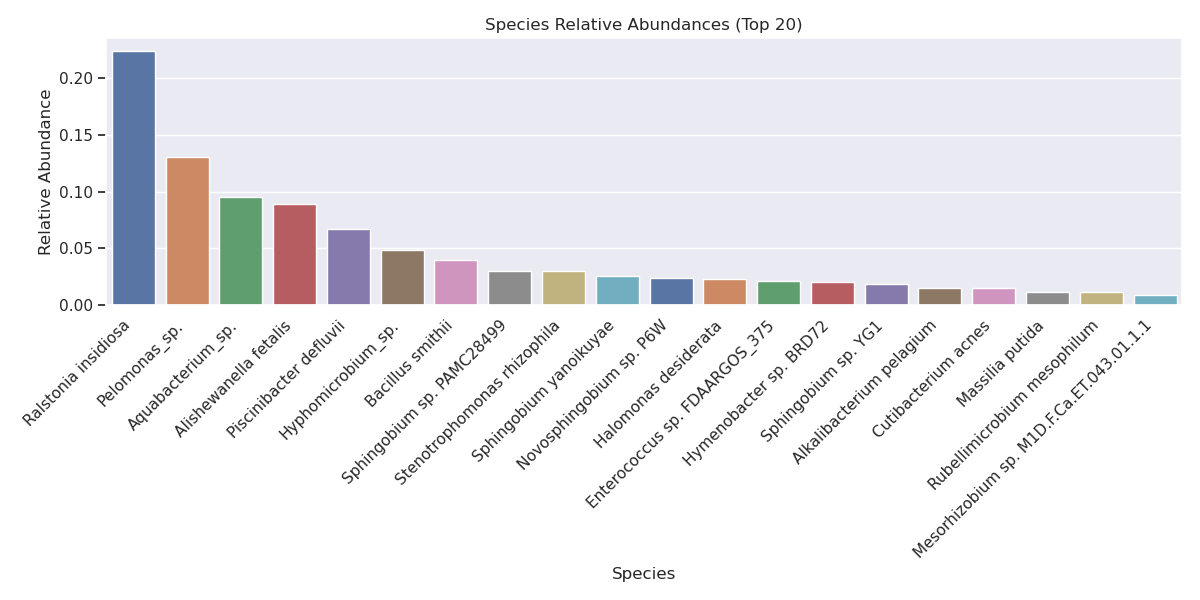 Species Relative Abundances (Top 20)
Relative Abundance
0.20
0.15
0.10
0.05
0.00
Ralstonia insidiosa
Pelomonas_sp.
Aquabacterium_sp.
Alishewanella fetalis
Piscinibacter defluvii
Hyphomicrobium_sp.
Bacillus smithii
Sphingobium sp. PAMC28499
Stenotrophomonas rhizophila
Sphingobium yanoikuyae
Novosphingobium sp. P6W
Halomonas desiderata
Enterococcus sp. FDAARGOS_375
Hymenobacter sp. BRD72
Sphingobium sp. YG1
Alkalibacterium pelagium
Cutibacterium acnes
Massilia putida
Rubellimicrobium mesophilum
Mesorhizobium sp. M1D.F.Ca.ET.043.01.1.1
Species